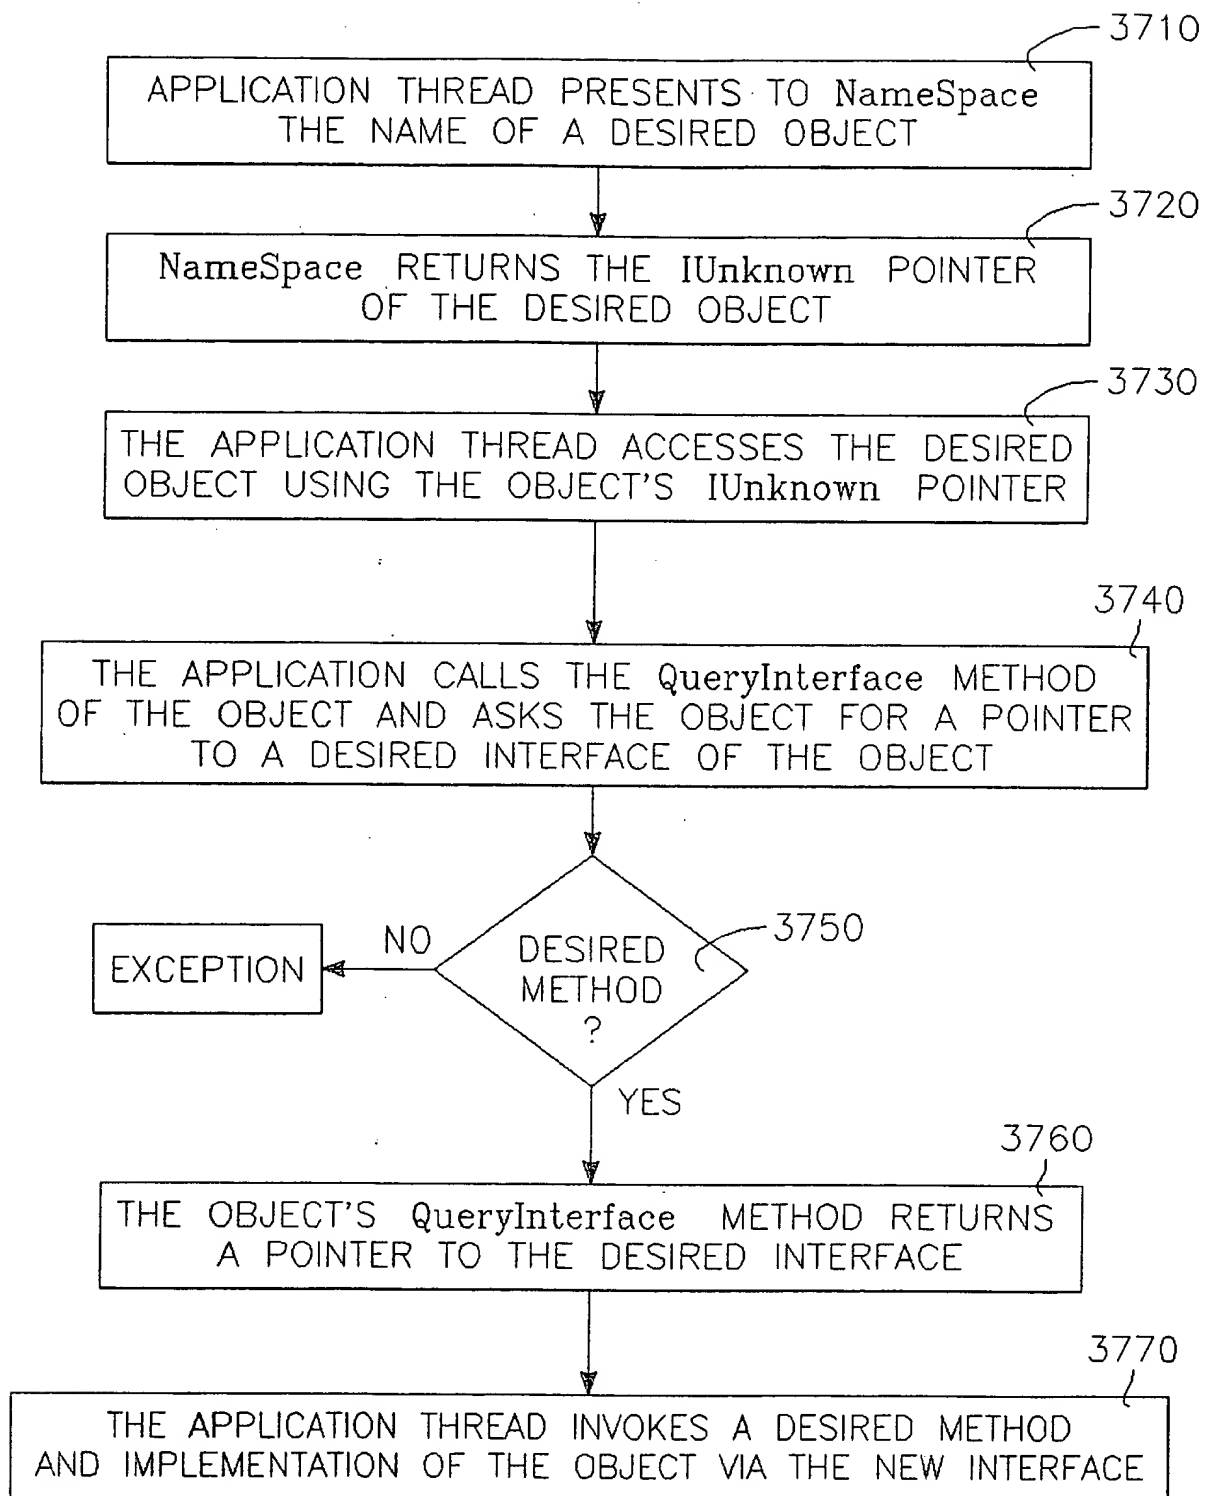 3710
APPLICATION THREAD PRESENTS TO NameSpace
THE NAME OF A DESIRED OBJECT
3720
NameSpace RETURNS THE IUnknown POINTER
OF THE DESIRED OBJECT
3730
THE APPLICATION THREAD ACCESSES THE DESIRED
OBJECT USING THE OBJECT'S IUnknown POINTER
3740
THE APPLICATION CALLS THE QueryInterface METHOD
OF THE OBJECT AND ASKS THE OBJECT FOR A POINTER
TO A DESIRED INTERFACE OF THE OBJECT
3750
NO
EXCEPTION
DESIRED
METHOD
?
YES
3760
THE OBJECT'S QueryInterface METHOD RETURNS
A POINTER TO THE DESIRED INTERFACE
3770
THE APPLICATION THREAD INVOKES A DESIRED METHOD
AND IMPLEMENTATION OF THE OBJECT VIA THE NEW INTERFACE